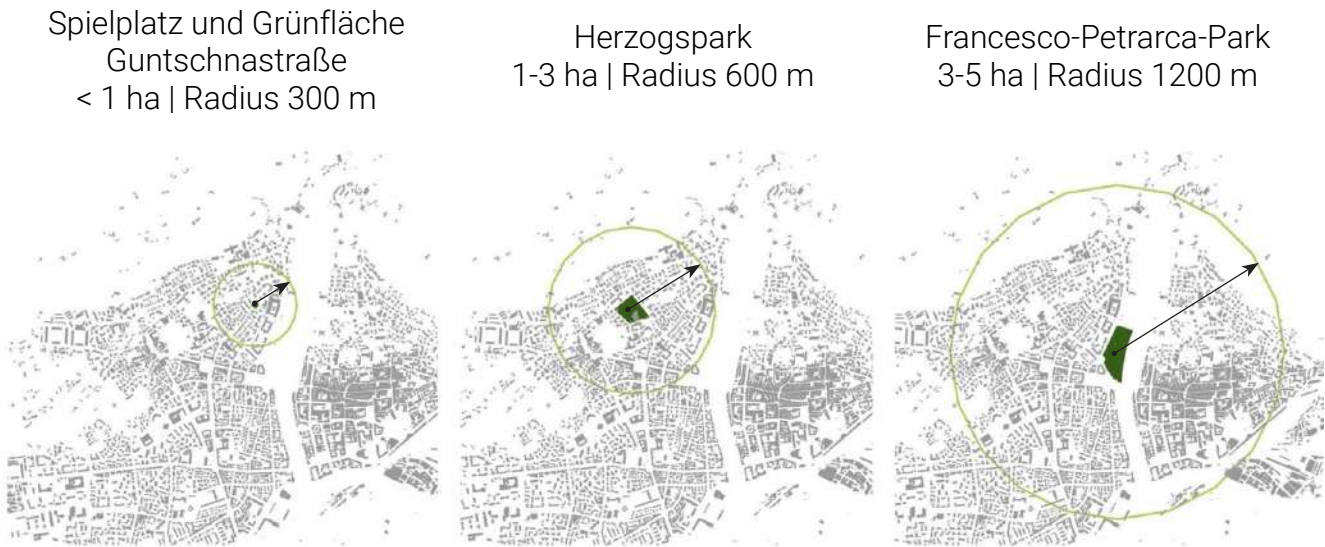 Spielplatz und Grünfläche
Guntschnastraße
< 1 ha | Radius 300 m
Herzogspark
1-3 ha | Radius 600 m
Francesco-Petrarca-Park
3-5 ha | Radius 1200 m